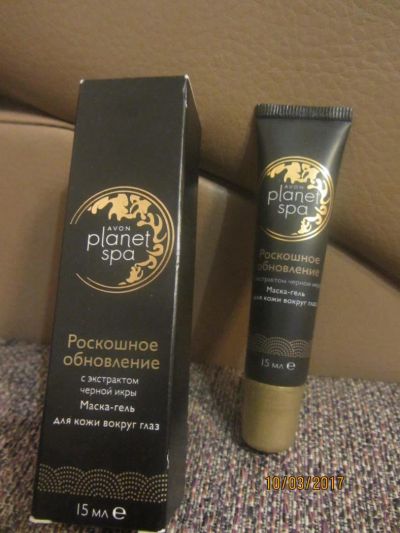 AVON
planet
spa
Роскошное
обновление
с экстрактом
черной икры
Маска-гель
для кожи вокруг глаз
15 мл e
AVON
planet
spa
Роскошное
обновление
с экстрактом черной икры
Маска-гель
для кожи вокруг глаз
15 мл e
10/03/2017